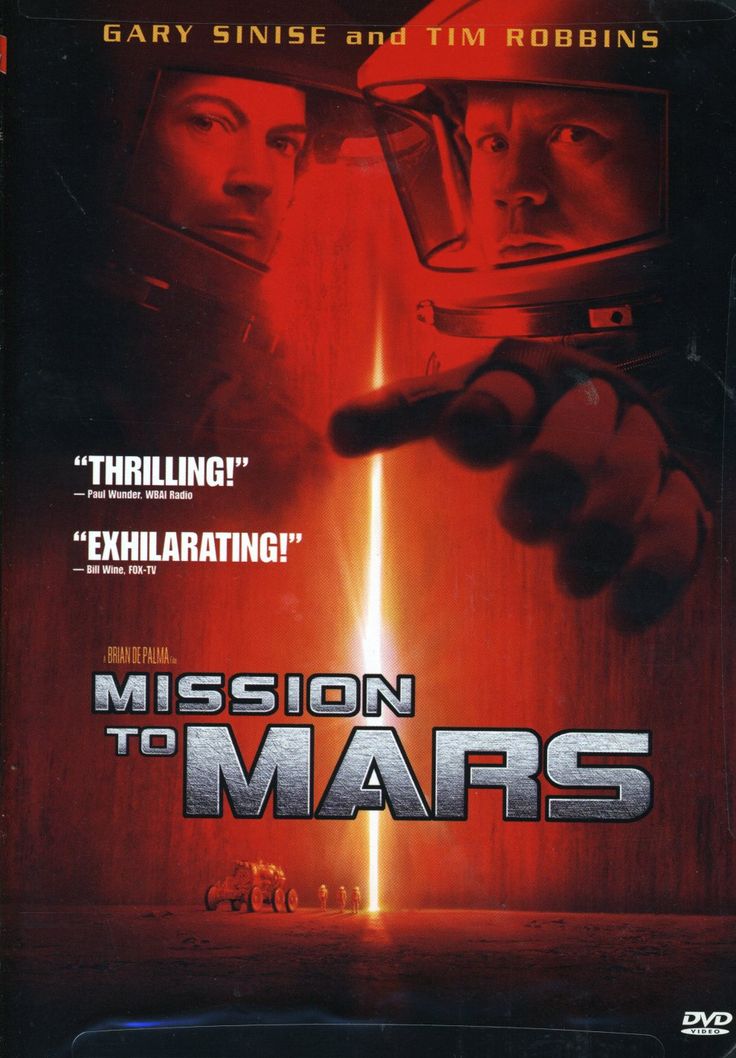 GARY SINISE and TIM ROBBINS
“THRILLING!”
— Paul Wunder, WBAI Radio
“EXHILARATING!”
— Bill Wine, FOX-TV
A BRIAN DE PALMA Film
MISSION
TO MARS
DVD
VIDEO